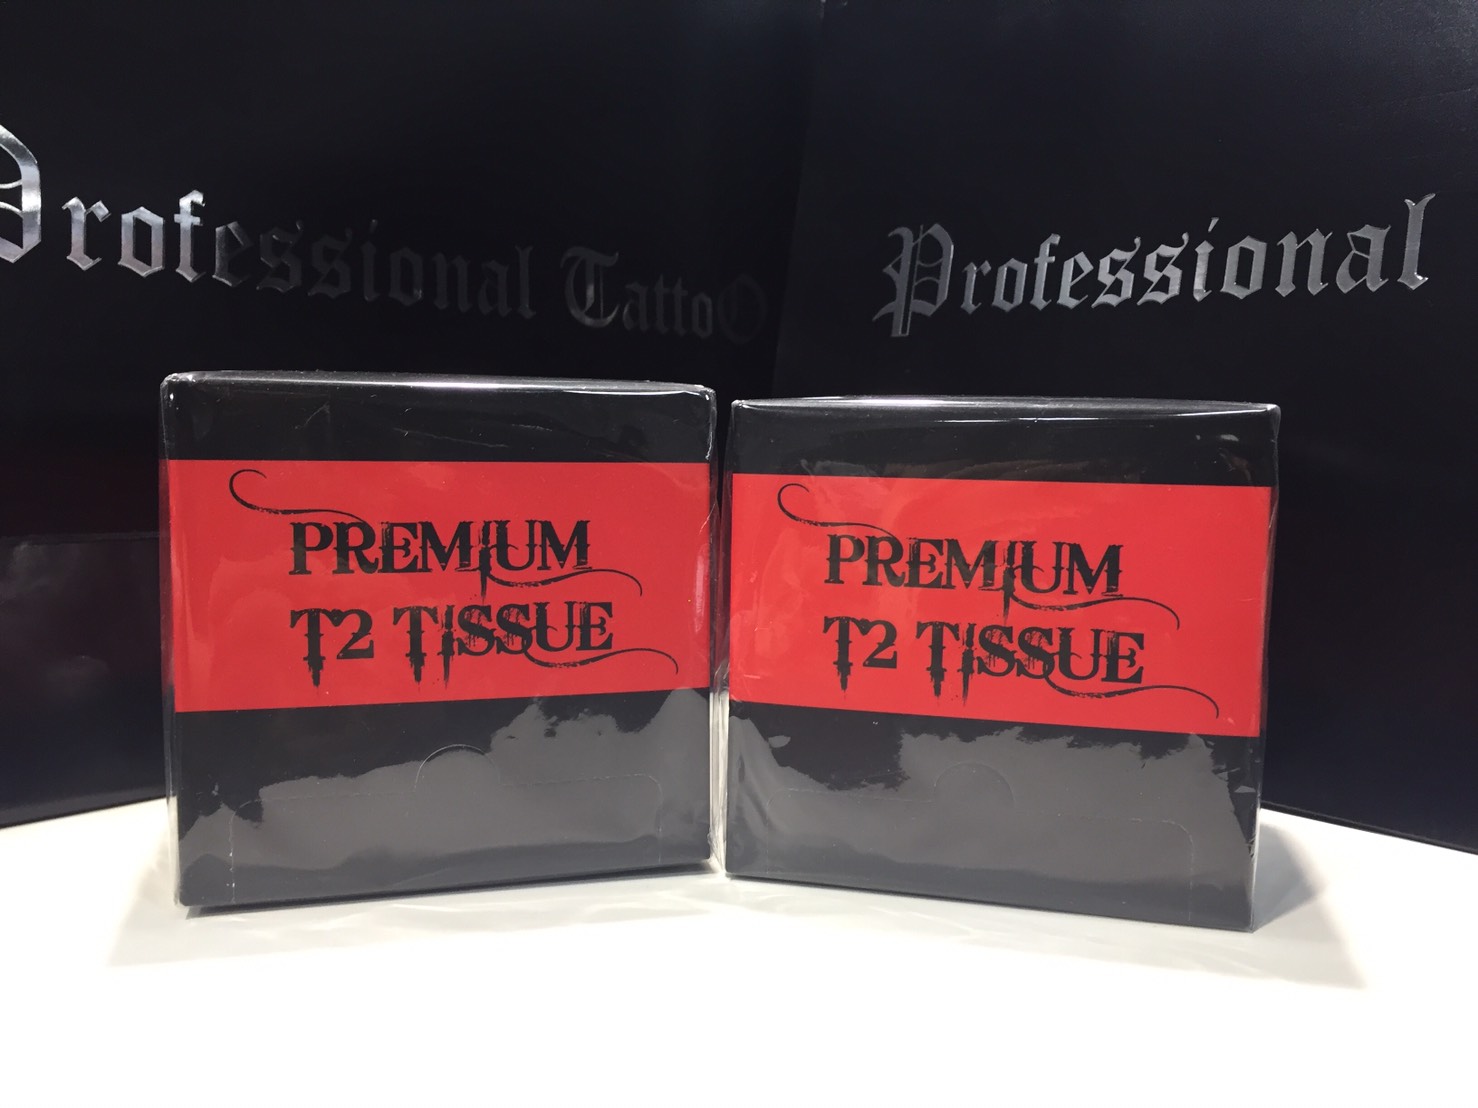 Professional TattoO
Professional
PREMIUM
T2 TISSUE
PREMIUM
T2 TISSUE